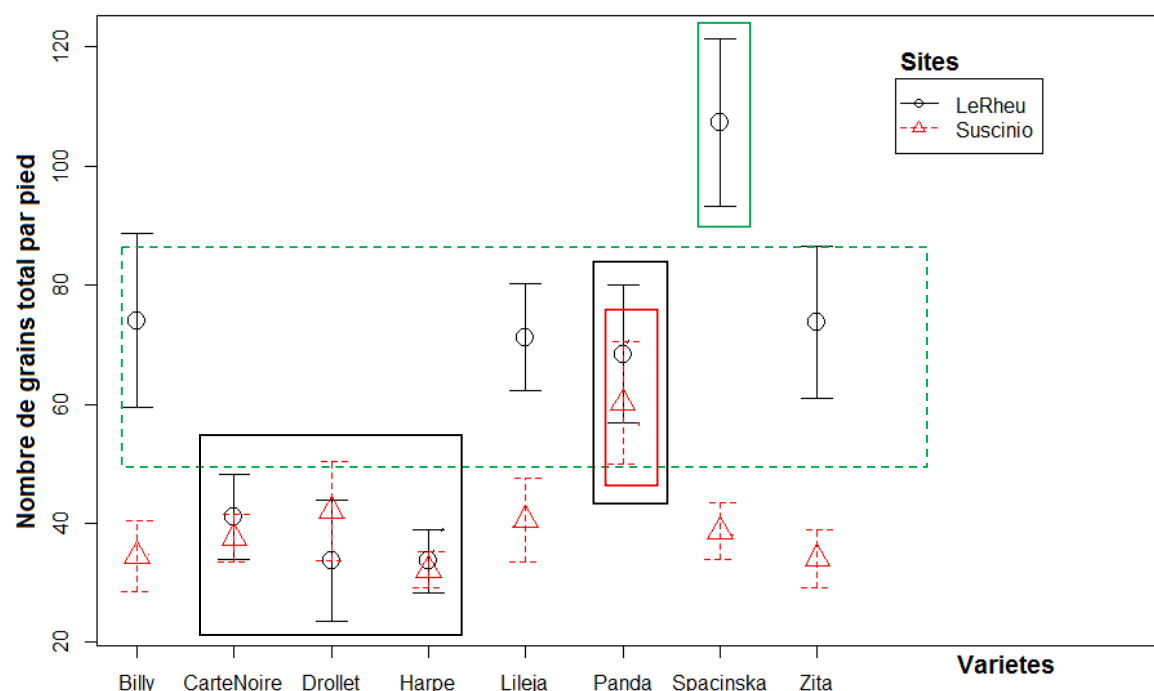 Nombre de grains total par pied
120
100
80
60
40
20
Sites
LeRheu
Suscinio
Billy CarteNoire Drollet Harpe Lileja Panda Spacinska Zita
Varietes